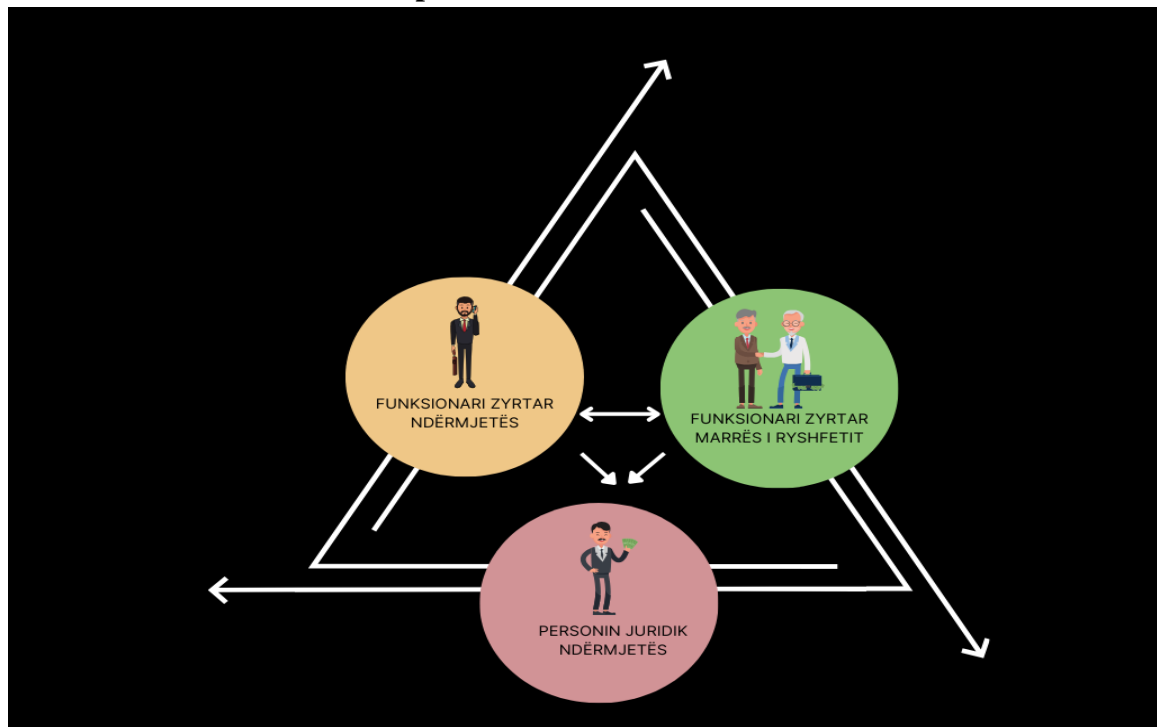 FUNKSIONARI ZYRTAR
NDËRMJETËS
FUNKSIONARI ZYRTAR
MARRËS I RYSHFETIT
PERSONIN JURIDIK
NDËRMJETËS